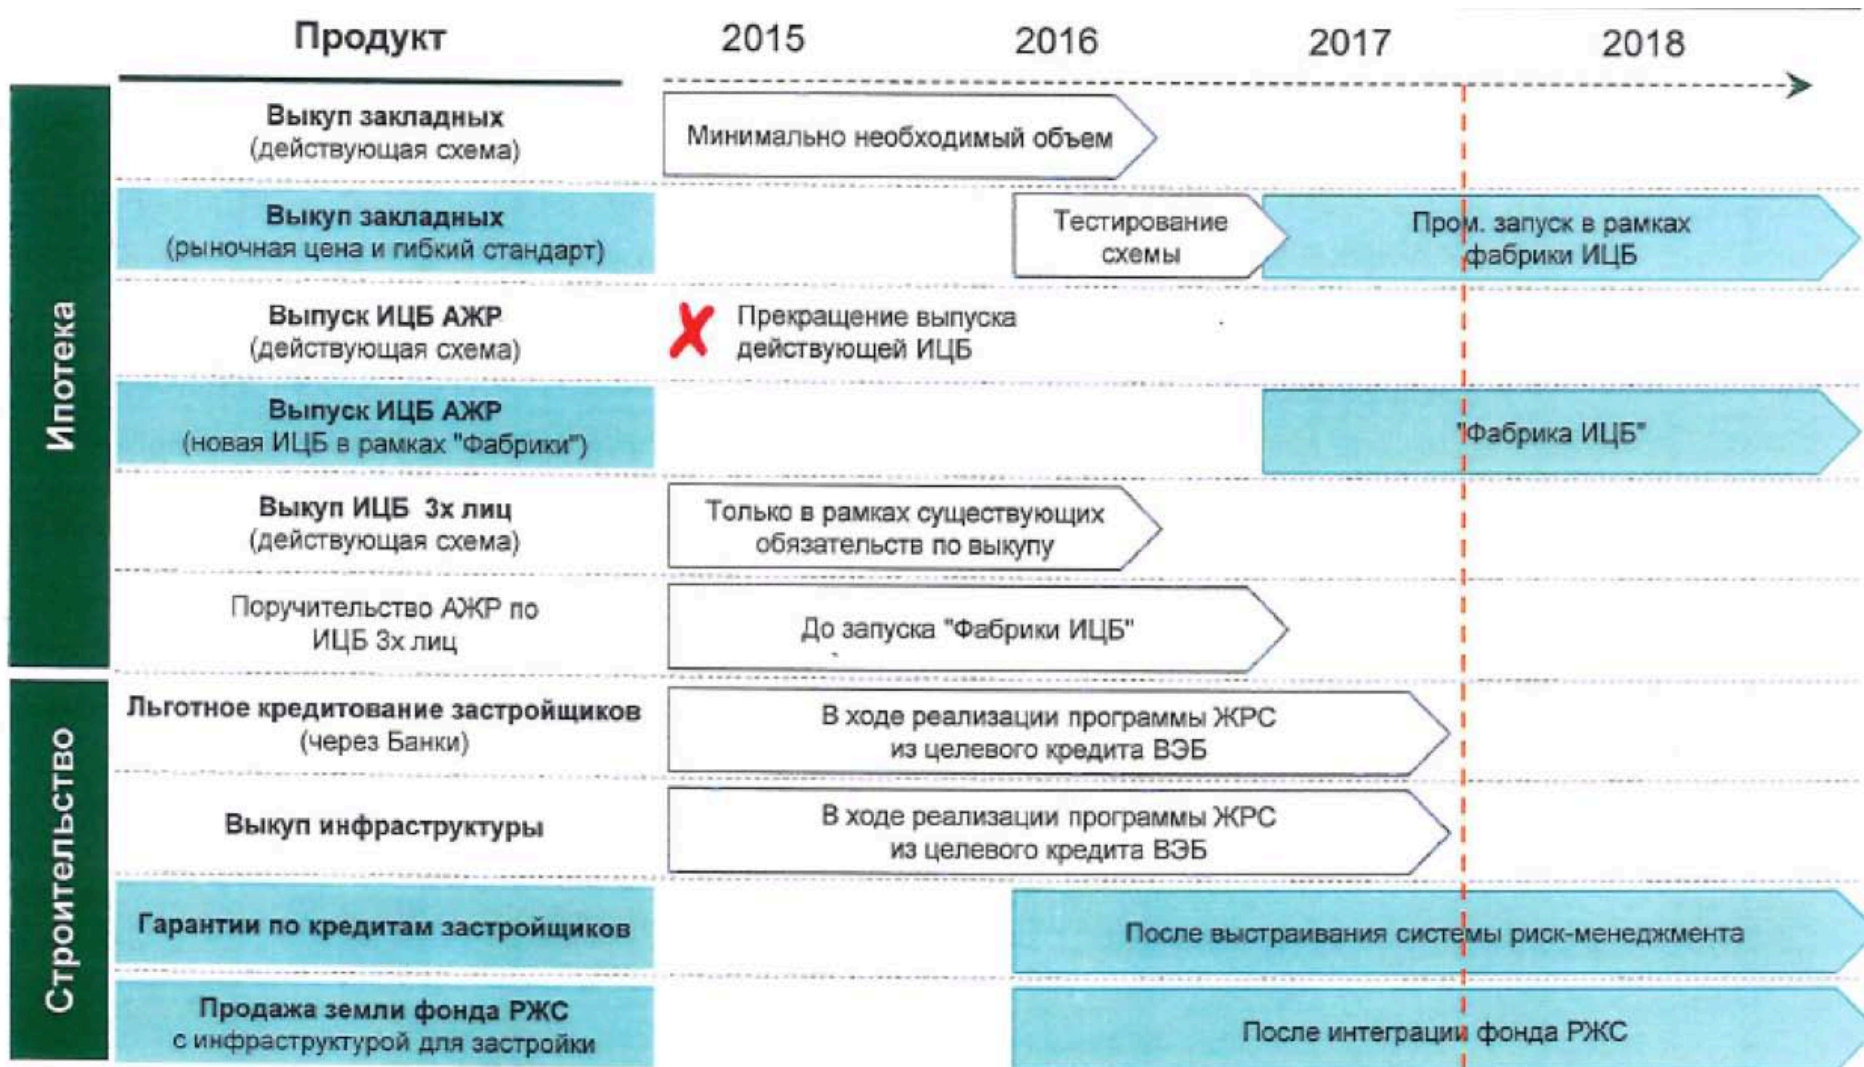 Продукт
2015
2016
2017
2018
Ипотека
Выкуп закладных
(действующая схема)
Минимально необходимый объем
Выкуп закладных
(рыночная цена и гибкий стандарт)
Тестирование
схемы
Пром. запуск в рамках
фабрики ИЦБ
Выпуск ИЦБ АЖР
(действующая схема)
Прекращение выпуска
действующей ИЦБ
Выпуск ИЦБ АЖР
(новая ИЦБ в рамках "Фабрики")
"Фабрика ИЦБ"
Выкуп ИЦБ 3х лиц
(действующая схема)
Только в рамках существующих
обязательств по выкупу
Поручительство АЖР по
ИЦБ 3х лиц
До запуска "Фабрики ИЦБ"
Строительство
Льготное кредитование застройщиков
(через Банки)
В ходе реализации программы ЖРС
из целевого кредита ВЭБ
Выкуп инфраструктуры
В ходе реализации программы ЖРС
из целевого кредита ВЭБ
Гарантии по кредитам застройщиков
После выстраивания системы риск-менеджмента
Продажа земли фонда РЖС
с инфраструктурой для застройки
После интеграции фонда РЖС